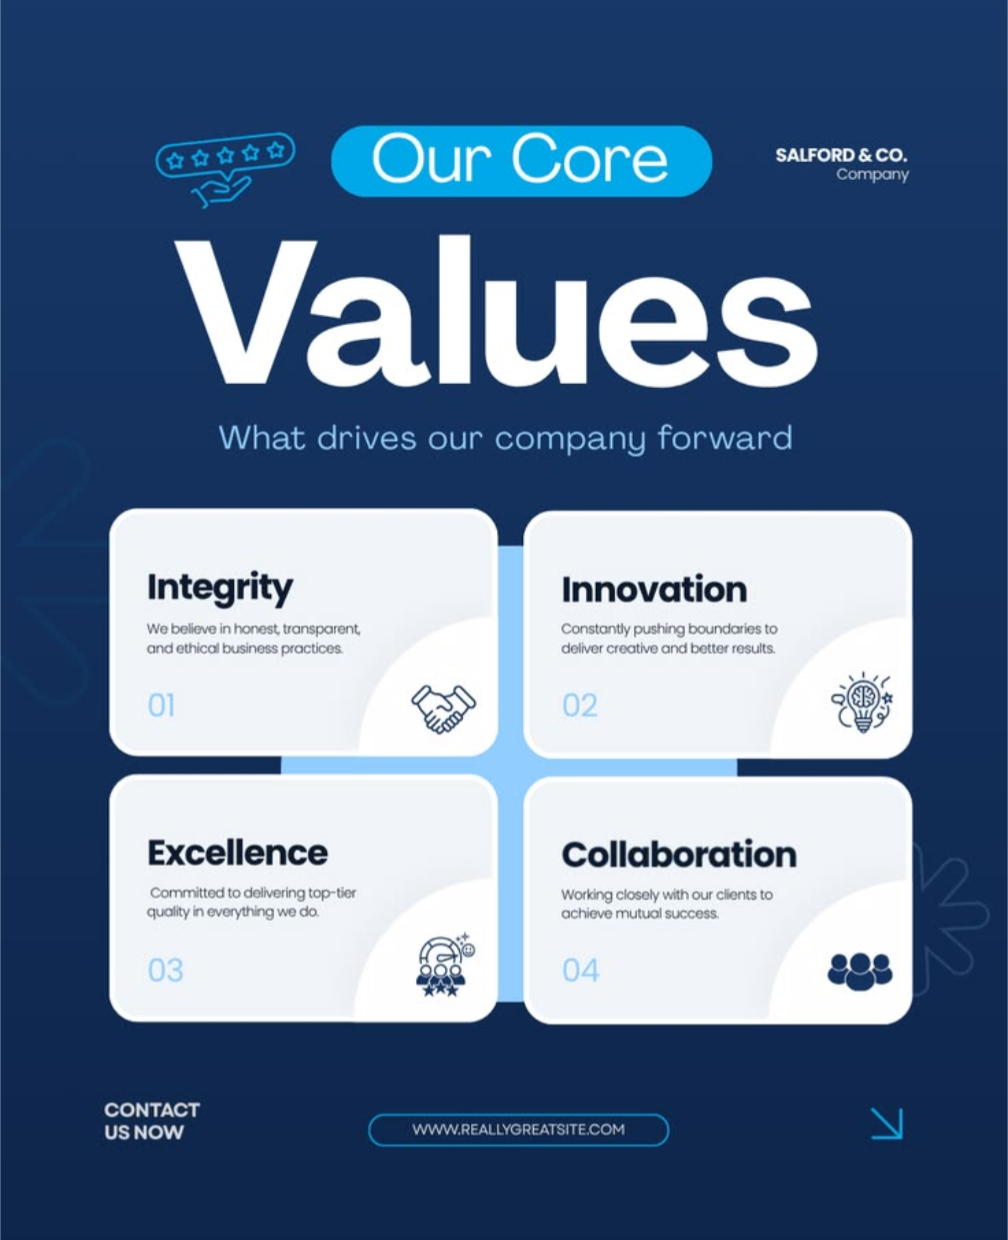 Our Core
SALFORD & CO.
Company
Values
What drives our company forward
Integrity
We believe in honest, transparent,
and ethical business practices.
01
Innovation
Constantly pushing boundaries to
deliver creative and better results.
02
Excellence
Committed to delivering top-tier
quality in everything we do.
03
Collaboration
Working closely with our clients to
achieve mutual success.
04
CONTACT
US NOW
WWW.REALLYGREATSITE.COM